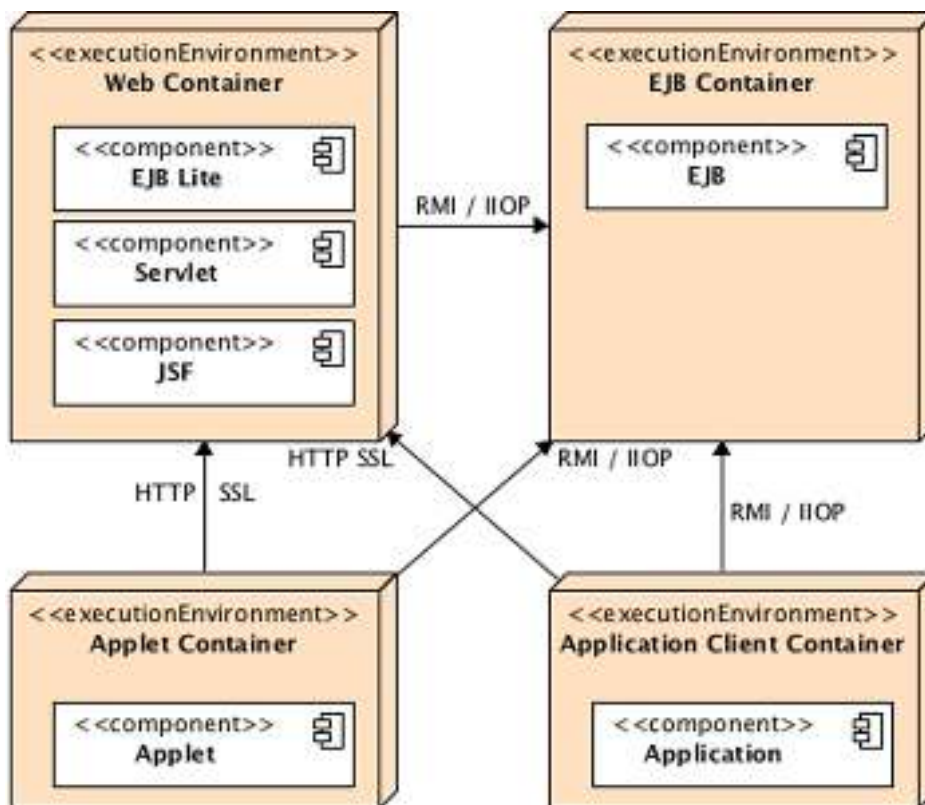 <<executionEnvironment>>
Web Container
<<component>>
EJB Lite
<<component>>
Servlet
<<component>>
JSF
RMI / IIOP
<<executionEnvironment>>
EJB Container
<<component>>
EJB
HTTP SSL
HTTP SSL
RMI / IIOP
RMI / IIOP
<<executionEnvironment>>
Applet Container
<<component>>
Applet
<<executionEnvironment>>
Application Client Container
<<component>>
Application